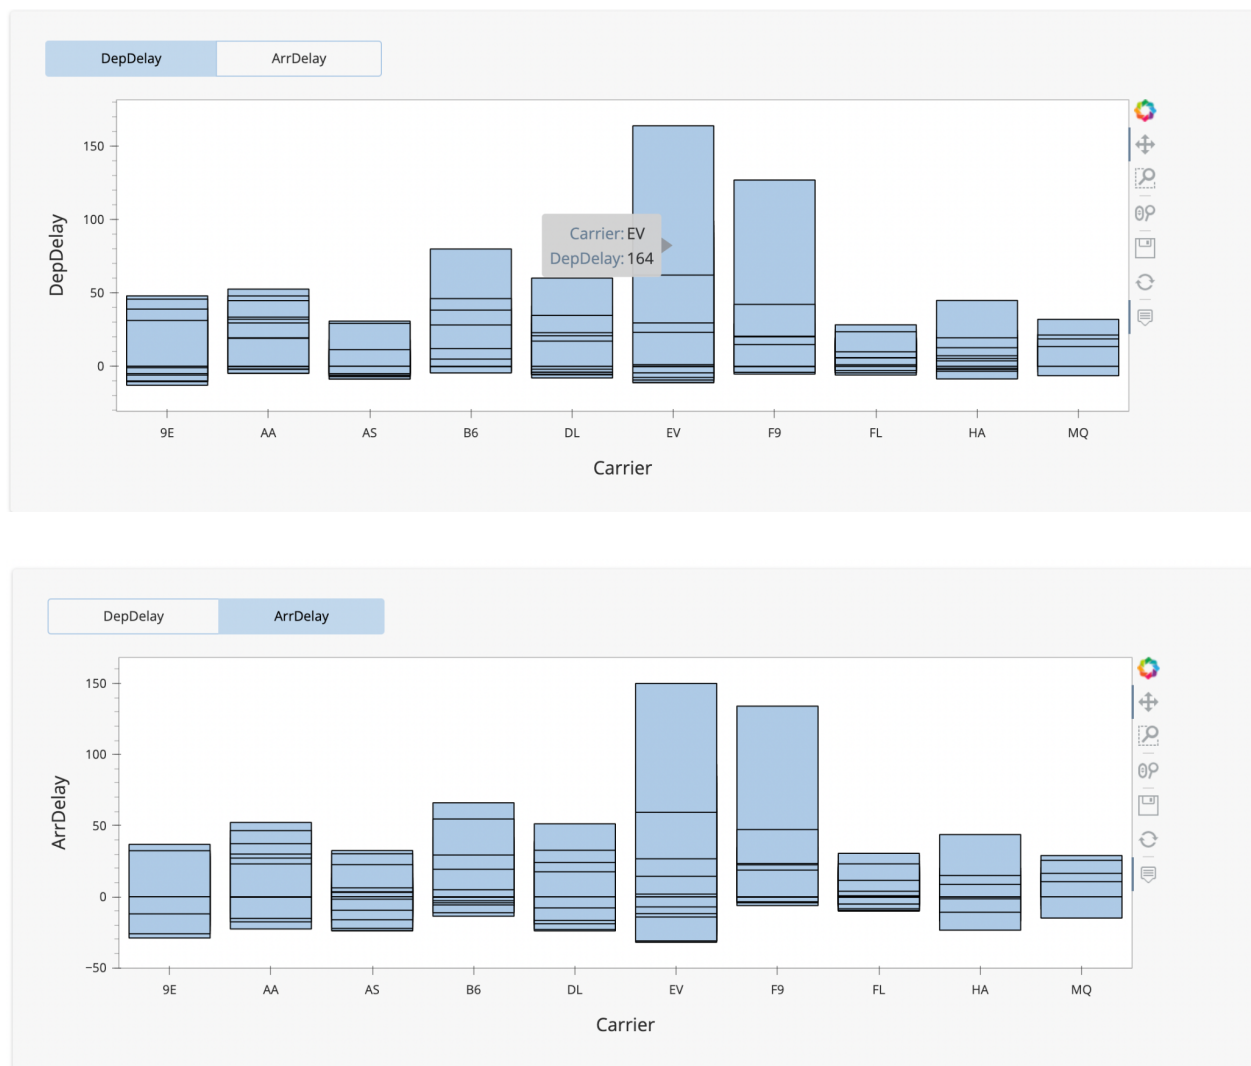 DepDelay ArrDelay
150
100
50
0
DepDelay
Carrier: EV
DepDelay: 164
9E AA AS B6 DL EV F9 FL HA MQ
Carrier
DepDelay ArrDelay
150
100
50
0
−50
ArrDelay
9E AA AS B6 DL EV F9 FL HA MQ
Carrier